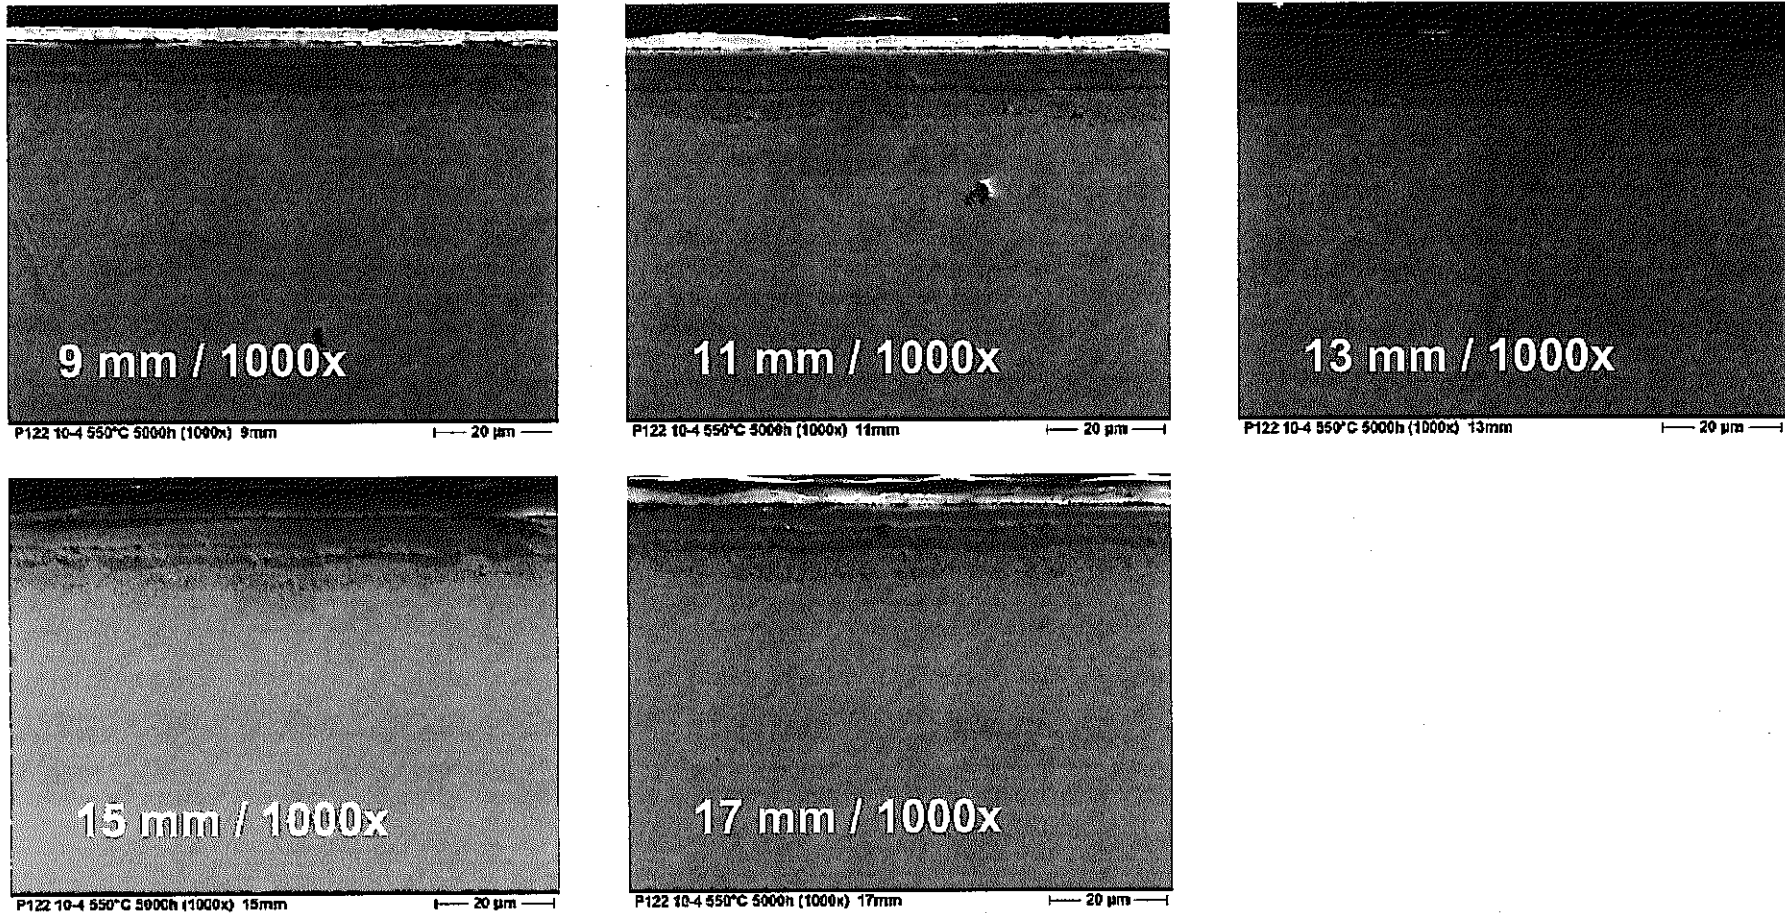 9 mm / 1000x
P122 10-4 550°C 5000h (1000x) 9mm 20 µm
11 mm / 1000x
P122 10-4 550°C 5000h (1000x) 11mm 20 µm
13 mm / 1000x
P122 10-4 550°C 5000h (1000x) 13mm 20 µm
15 mm / 1000x
P122 10-4 550°C 5000h (1000x) 15mm 20 µm
17 mm / 1000x
P122 10-4 550°C 5000h (1000x) 17mm 20 µm